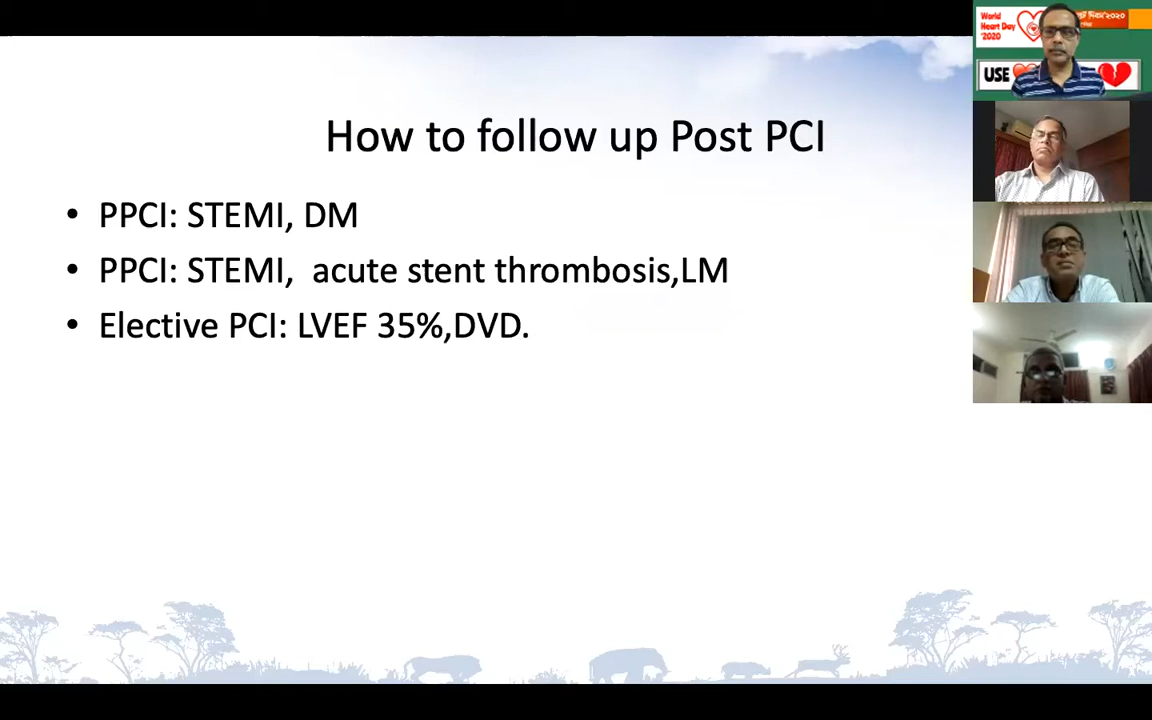 How to follow up Post PCI
• PPCI: STEMI, DM
• PPCI: STEMI,  acute stent thrombosis,LM
• Elective PCI: LVEF 35%,DVD.
World
Heart Day
'2020
USE